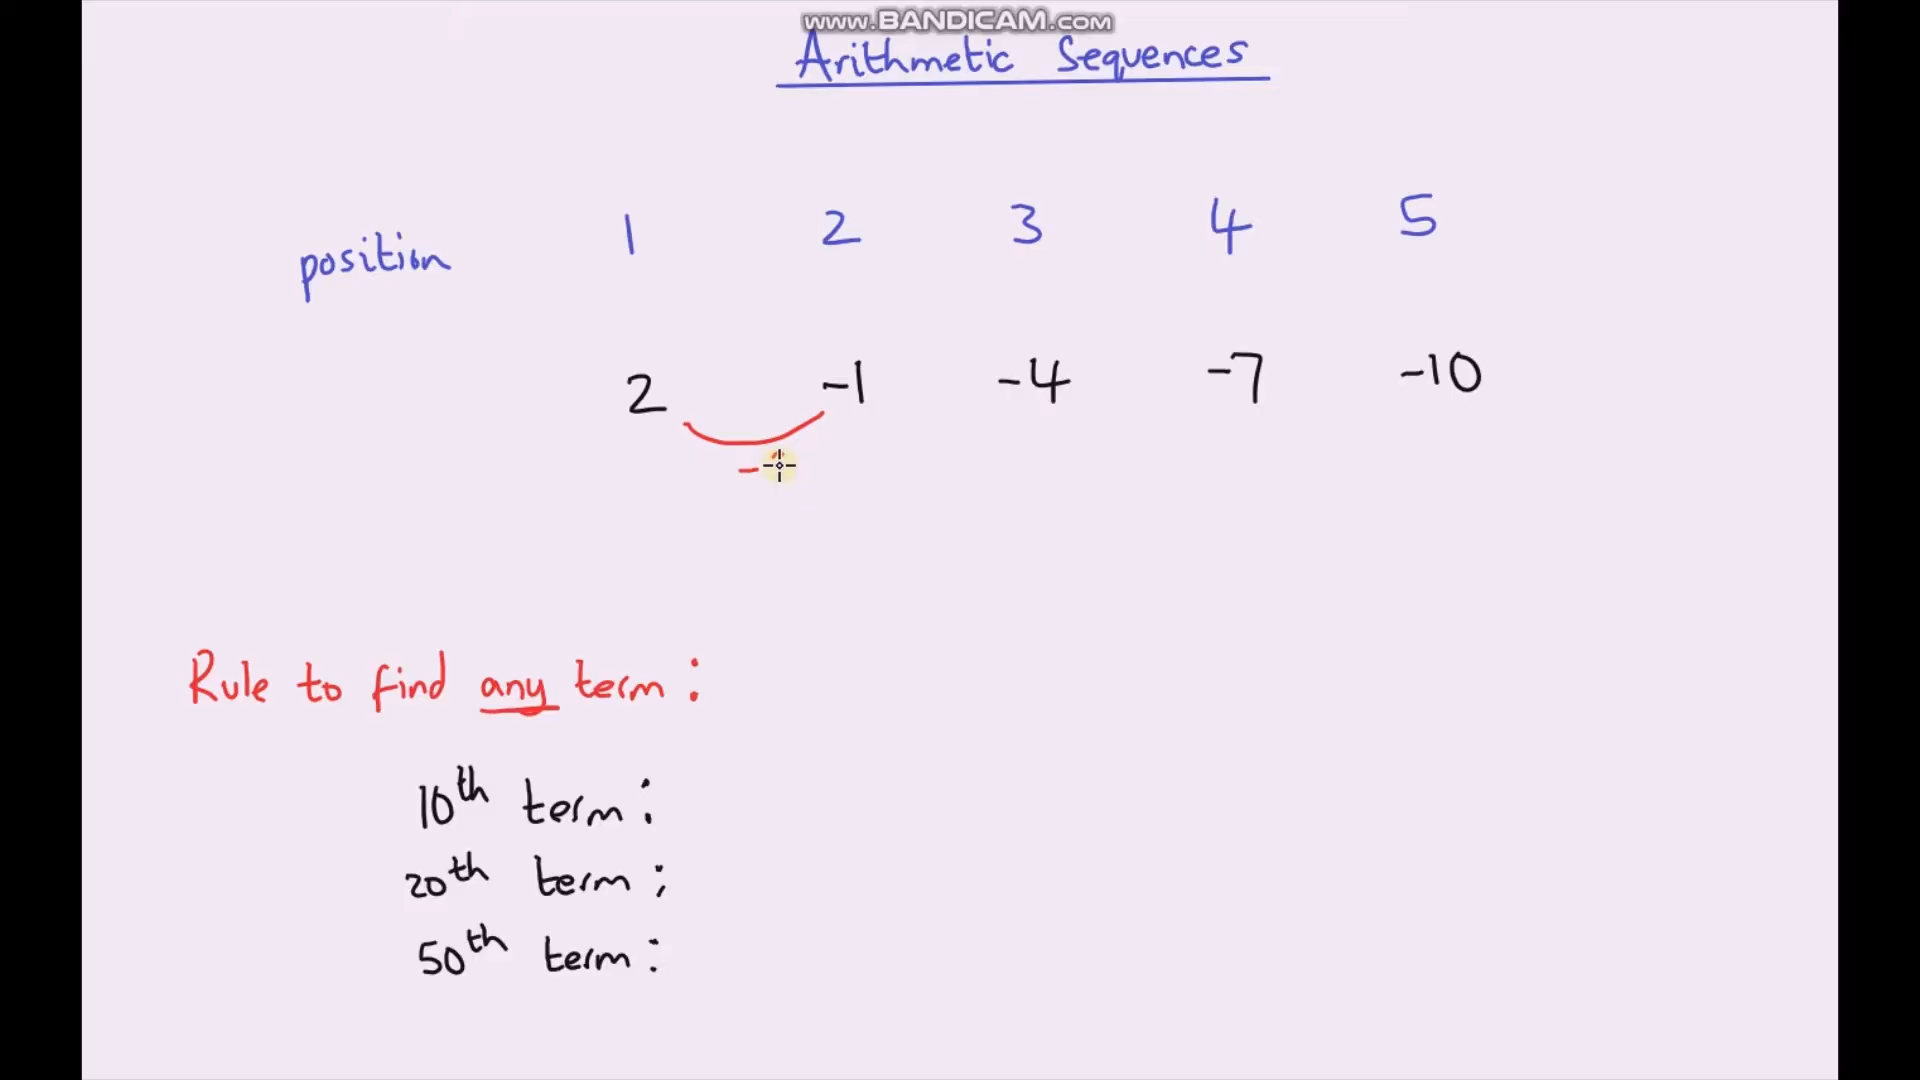 www.BANDICAM.com
Arithmetic Sequences
position 1 2 3 4 5
2 -1 -4 -7 -10
-
Rule to find any term:
10th term:
20th term:
50th term: